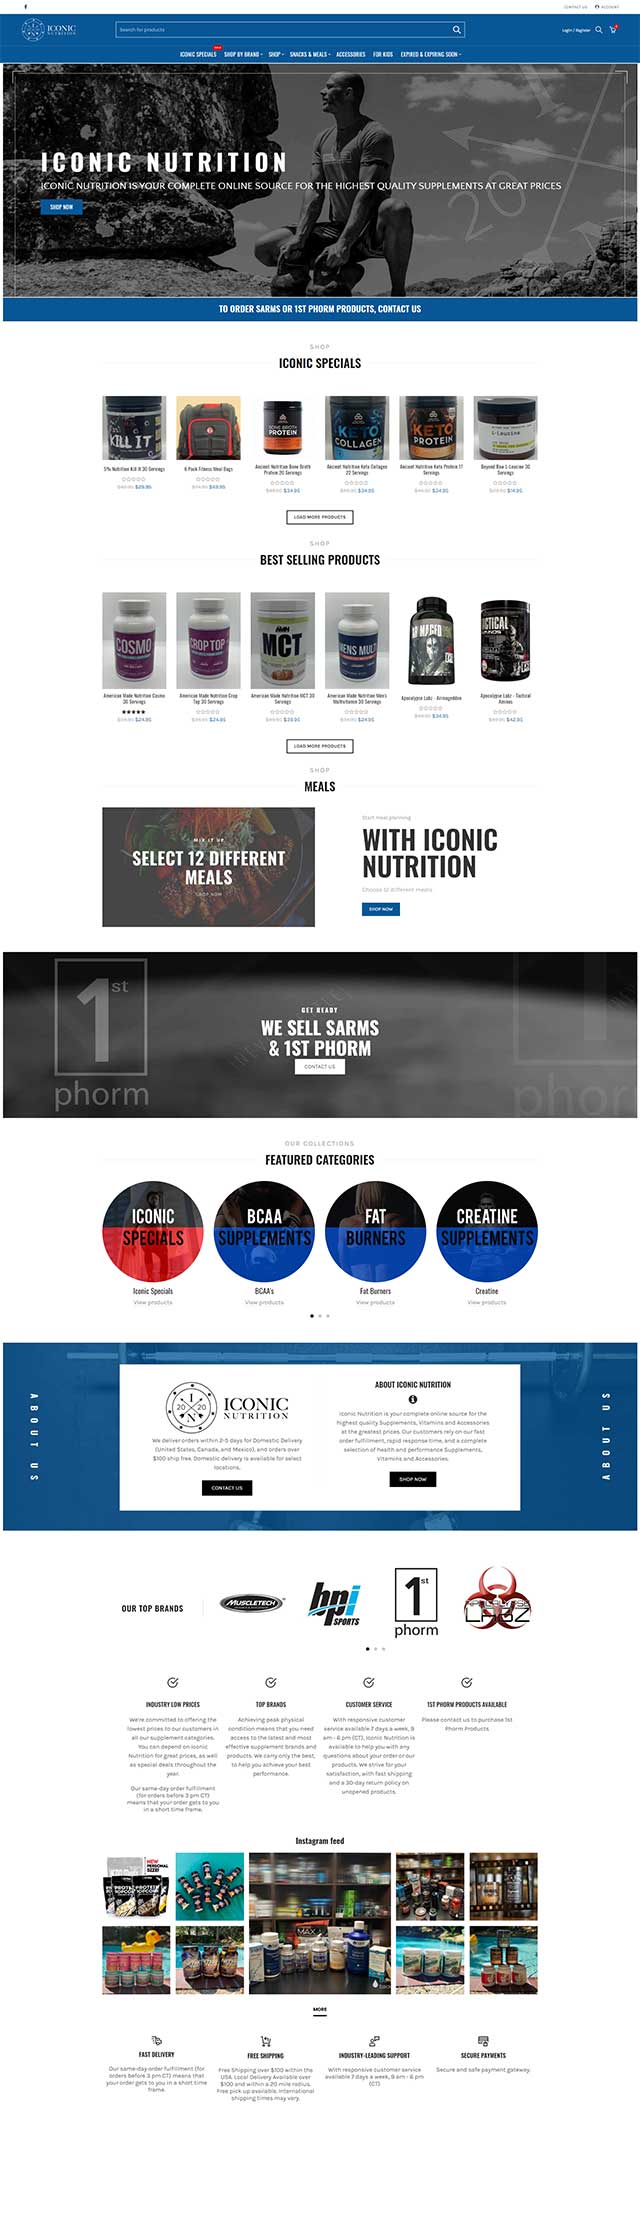 CONTACT US
ACCOUNT
ICONIC
NUTRITION
Search for products
Login / Register
ICONIC SPECIALS
SHOP BY BRAND
SHOP
SNACKS & MEALS
ACCESSORIES
FOR KIDS
EXPIRED & EXPIRING SOON
ICONIC NUTRITION
ICONIC NUTRITION IS YOUR COMPLETE ONLINE SOURCE FOR THE HIGHEST QUALITY SUPPLEMENTS AT GREAT PRICES
SHOP NOW
TO ORDER SARMS OR 1ST PHORM PRODUCTS, CONTACT US
SHOP
ICONIC SPECIALS
KILL IT
BONE BROTH
PROTEIN
KETO
COLLAGEN
KETO
PROTEIN
L-Leucine
5% Nutrition Kill It 30 Servings
$29.95
6 Pack Fitness Meal Bags
$49.95
Ancient Nutrition Bone Broth
Protein 20 Servings
$34.95
Ancient Nutrition Keto Collagen
22 Servings
$34.95
Ancient Nutrition Keto Protein 17
Servings
$34.95
Beyond Raw L-Leucine 30
Servings
$14.95
LOAD MORE PRODUCTS
SHOP
BEST SELLING PRODUCTS
COSMO
CROP TOP
MCT
MENS MULTI
American Made Nutrition Cosmo
30 Servings
$24.95
American Made Nutrition Crop
Top 30 Servings
$24.95
American Made Nutrition MCT 30
Servings
$39.95
American Made Nutrition Men's
Multivitamin 30 Servings
$24.95
Apocalypse Labz - Armageddon
$34.95
Apocalypse Labz - Tactical
Aminos
$42.95
LOAD MORE PRODUCTS
SHOP
MEALS
MIX IT UP
SELECT 12 DIFFERENT
MEALS
SHOP NOW
Start meal planning
WITH ICONIC
NUTRITION
Choose 12 different meals
SHOP NOW
1st
phorm
GET READY
WE SELL SARMS
& 1ST PHORM
CONTACT US
OUR COLLECTIONS
FEATURED CATEGORIES
ICONIC
SPECIALS
BCAA
SUPPLEMENTS
FAT
BURNERS
CREATINE
SUPPLEMENTS
Iconic Specials
View products
BCAA's
View products
Fat Burners
View products
Creatine
View products
ABOUT US
I
20 20
N
ICONIC
NUTRITION
We deliver orders within 2-5 days for Domestic Delivery
(United States, Canada, and Mexico), and orders over
$100 ship free. Domestic delivery is available for select
locations.
CONTACT US
ABOUT ICONIC NUTRITION
Iconic Nutrition is your complete online source for the
highest quality Supplements, Vitamins and Accessories
at the greatest prices. Our customers rely on our fast
order fulfillment, rapid response time, and a complete
selection of health and performance Supplements,
Vitamins and Accessories.
SHOP NOW
ABOUT US
OUR TOP BRANDS
MUSCLETECH
bpi
SPORTS
1st
phorm
APOCALYPSE
LABZ
INDUSTRY LOW PRICES
We're committed to offering the
lowest prices to our customers in
all our supplement categories.
You can depend on Iconic
Nutrition for great prices, as well
as special deals throughout the
year.
Our same-day order fulfillment
(for orders before 3 pm CT)
means that your order gets to you
in a short time frame.
TOP BRANDS
Achieving peak physical
condition means that you need
access to the latest and most
effective supplement brands and
products. We carry only the best,
to help you achieve your best
performance.
CUSTOMER SERVICE
With responsive customer
service available 7 days a week, 9
am - 6 pm (CT), Iconic Nutrition is
available to help you with any
questions about your order or our
products. We strive for your
satisfaction, with fast shipping
and a 30-day return policy on
unopened products.
1ST PHORM PRODUCTS AVAILABLE
Please contact us to purchase 1st
Phorm Products
Instagram feed
MORE
FAST DELIVERY
Our same-day order fulfillment (for
orders before 3 pm CT) means that
your order gets to you in a short time
frame.
FREE SHIPPING
Free Shipping over $100 within the
USA. Local Delivery Available over
$100 and within a 20 mile radius.
Free pick up available. International
shipping times may vary.
INDUSTRY-LEADING SUPPORT
With responsive customer service
available 7 days a week, 9 am - 6 pm
(CT)
SECURE PAYMENTS
Secure and safe payment gateway.